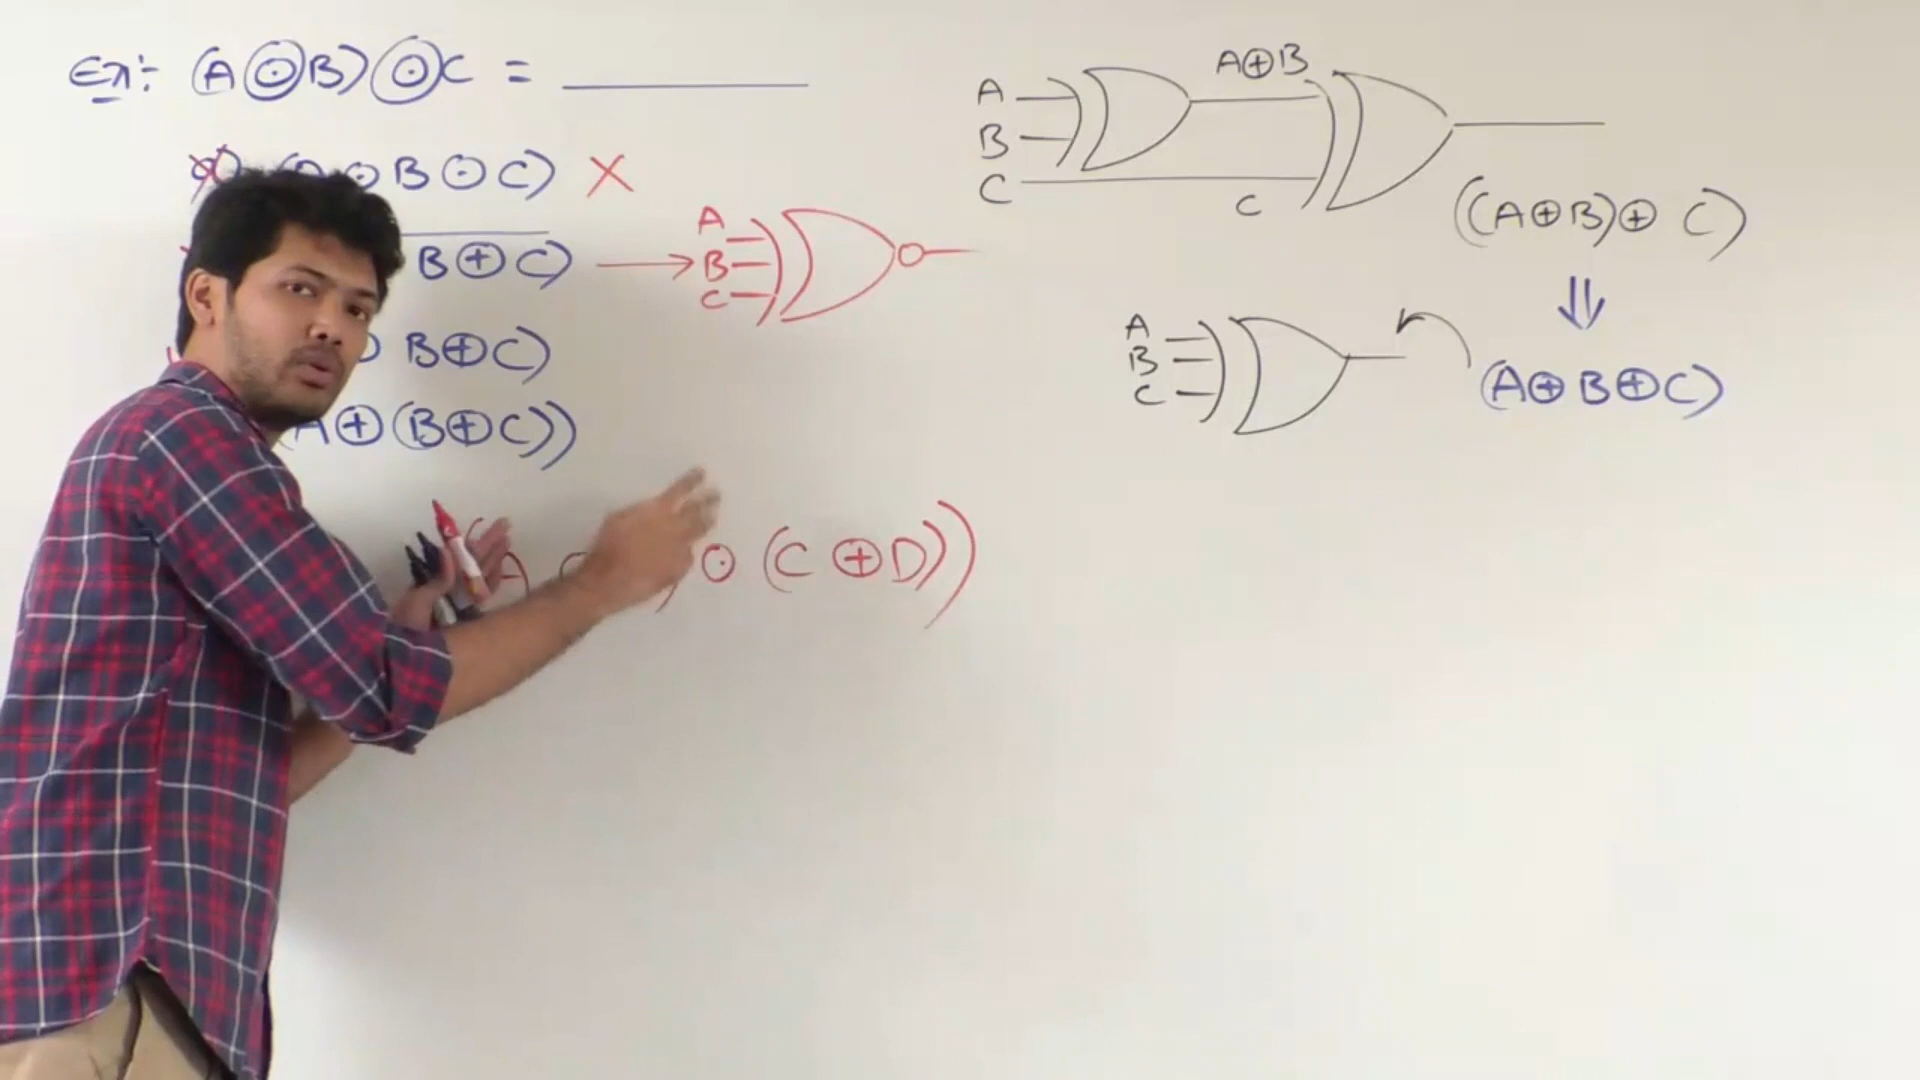 Ex:- (A⊙B)⊙C =
⊙ B ⊙ C) ✗
B ⊕ C) →
B⊕C)
A ⊕ (B⊕C))
(A ⊙ (C ⊕ D))
A
B
C
A
B
C
A⊕B
C
((A⊕B)⊕ C)
⇓
A
B
C
(A⊕B⊕C)